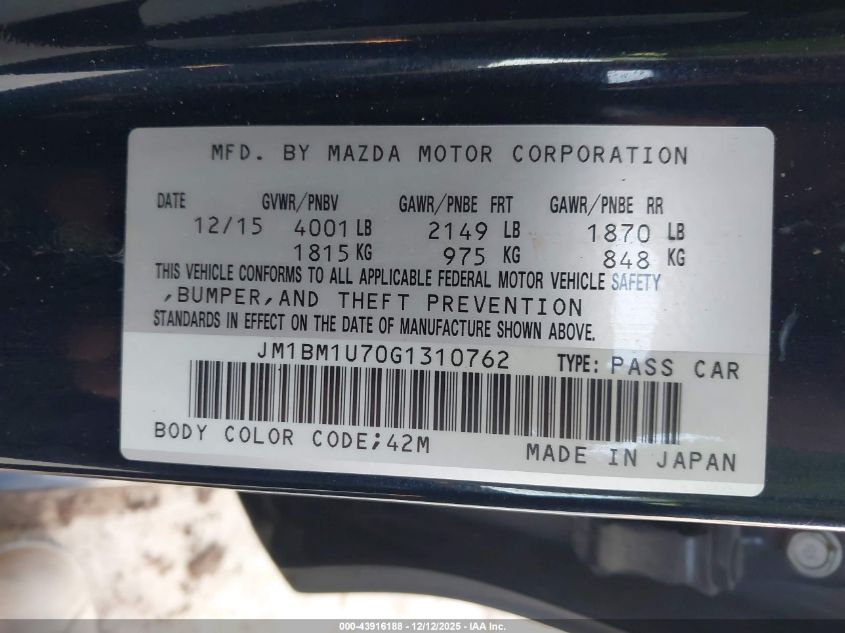 MFD. BY MAZDA MOTOR CORPORATION
DATE GVWR/PNBV GAWR/PNBE FRT GAWR/PNBE RR
12/15 4001 LB 2149 LB 1870 LB
1815 KG 975 KG 848 KG
THIS VEHICLE CONFORMS TO ALL APPLICABLE FEDERAL MOTOR VEHICLE SAFETY
,BUMPER,AND THEFT PREVENTION
STANDARDS IN EFFECT ON THE DATE OF MANUFACTURE SHOWN ABOVE.
JM1BM1U70G1310762 TYPE: PASS CAR
BODY COLOR CODE;42M
MADE IN JAPAN
000-43916188 - 12/12/2025 - IAA Inc.